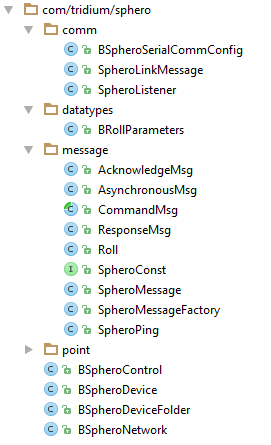 com/tridium/sphero
comm
BSpheroSerialCommConfig
SpheroLinkMessage
SpheroListener
datatypes
BRollParameters
message
AcknowledgeMsg
AsynchronousMsg
CommandMsg
ResponseMsg
Roll
SpheroConst
SpheroMessage
SpheroMessageFactory
SpheroPing
point
BSpheroControl
BSpheroDevice
BSpheroDeviceFolder
BSpheroNetwork